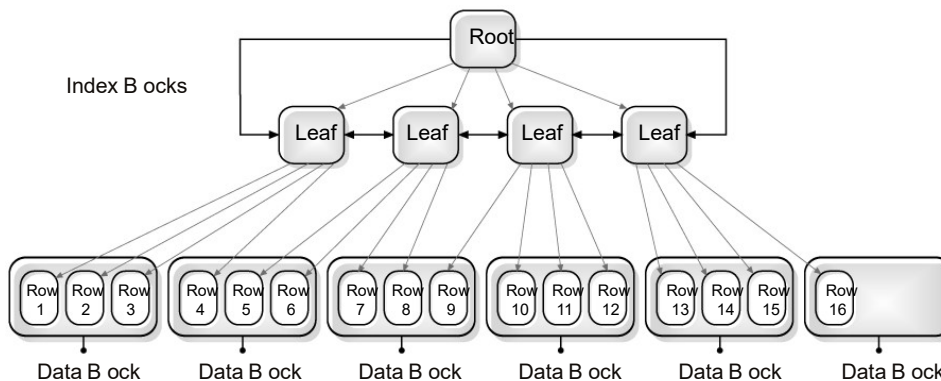 Root
Index B ocks
Leaf Leaf Leaf Leaf
Row Row Row Row Row Row Row Row Row Row Row Row Row Row Row Row
1 2 3 4 5 6 7 8 9 10 11 12 13 14 15 16
Data B ock Data B ock Data B ock Data B ock Data B ock Data B ock